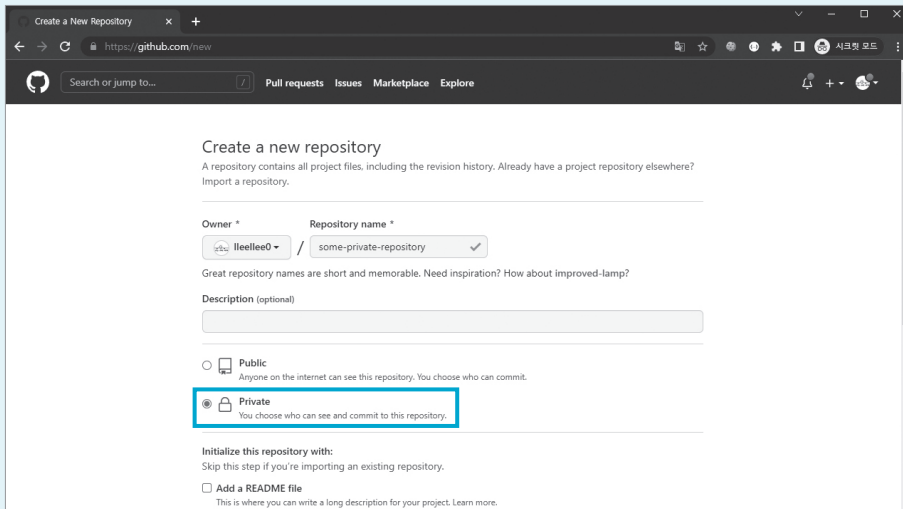 Create a New Repository
https://github.com/new
시크릿 모드
Search or jump to...
/
Pull requests Issues Marketplace Explore
Create a new repository
A repository contains all project files, including the revision history. Already have a project repository elsewhere?
Import a repository.
Owner * Repository name *
lleellee0 / some-private-repository
Great repository names are short and memorable. Need inspiration? How about improved-lamp?
Description (optional)
Public
Anyone on the internet can see this repository. You choose who can commit.
Private
You choose who can see and commit to this repository.
Initialize this repository with:
Skip this step if you're importing an existing repository.
Add a README file
This is where you can write a long description for your project. Learn more.